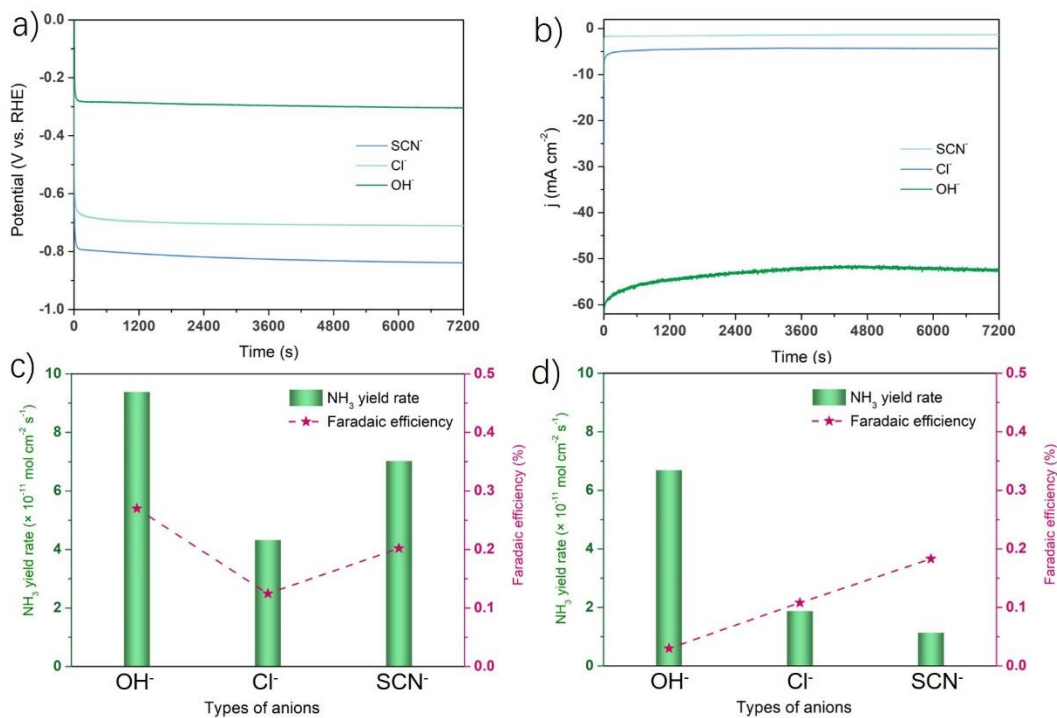 a)
0.0
-0.2
-0.4
-0.6
-0.8
-1.0
Potential (V vs. RHE)
SCN⁻
Cl⁻
OH⁻
0 1200 2400 3600 4800 6000 7200
Time (s)
b)
0
-10
-20
-30
-40
-50
-60
j (mA cm⁻²)
SCN⁻
Cl⁻
OH⁻
0 1200 2400 3600 4800 6000 7200
Time (s)
c)
10
8
6
4
2
0
NH₃ yield rate (× 10⁻¹¹ mol cm⁻² s⁻¹)
NH₃ yield rate
Faradaic efficiency
0.5
0.4
0.3
0.2
0.1
0.0
Faradaic efficiency (%)
OH⁻ Cl⁻ SCN⁻
Types of anions
d)
10
8
6
4
2
0
NH₃ yield rate (× 10⁻¹¹ mol cm⁻² s⁻¹)
NH₃ yield rate
Faradaic efficiency
0.5
0.4
0.3
0.2
0.1
0.0
Faradaic efficiency (%)
OH⁻ Cl⁻ SCN⁻
Types of anions